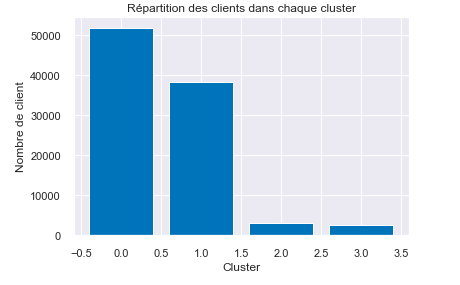 Répartition des clients dans chaque cluster
50000
40000
30000
20000
10000
0
Nombre de client
−0.5 0.0 0.5 1.0 1.5 2.0 2.5 3.0 3.5
Cluster